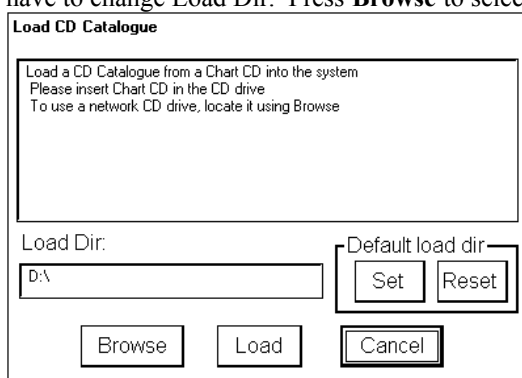 have to change Load Dir. Press Browse to select
Load CD Catalogue
Load a CD Catalogue from a Chart CD into the system
Please insert Chart CD in the CD drive
To use a network CD drive, locate it using Browse
Load Dir:
Default load dir
D:\
Set
Reset
Browse
Load
Cancel